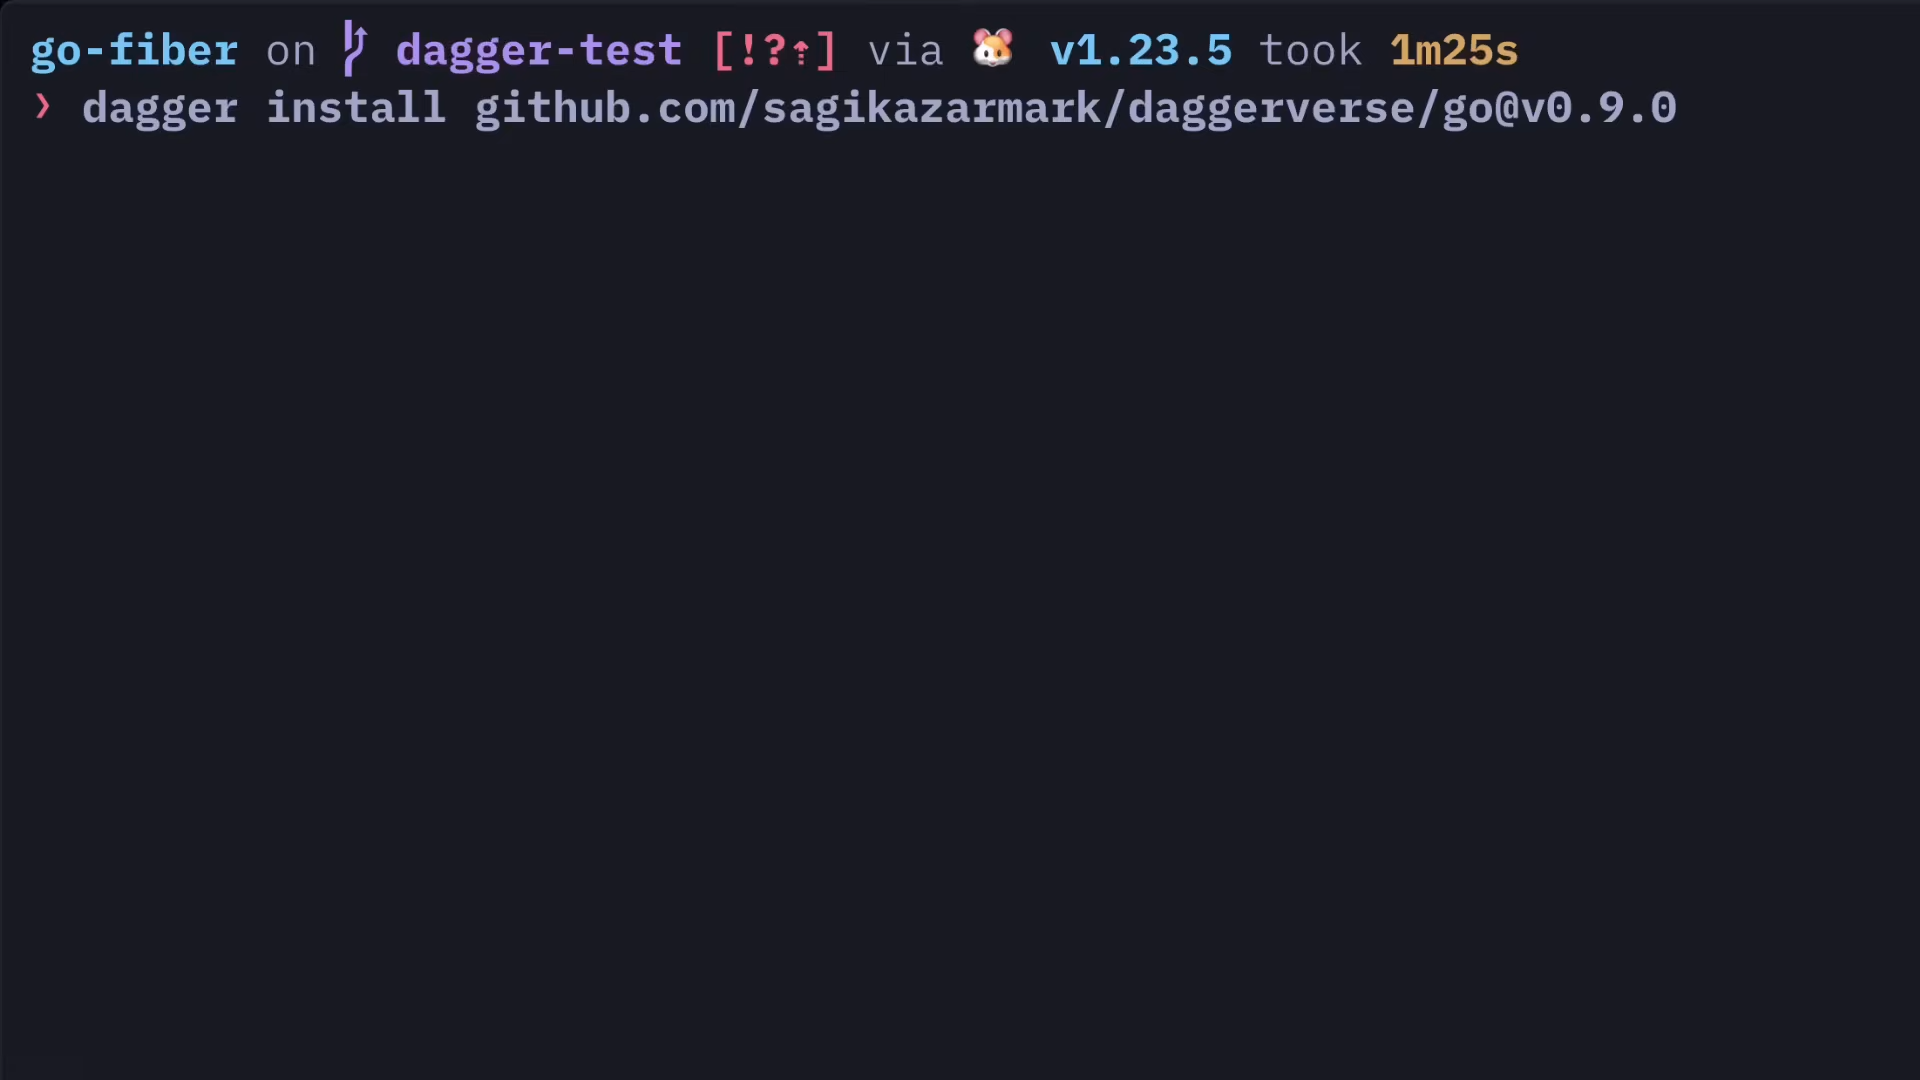 go-fiber on dagger-test [!?⇡] via 🐹 v1.23.5 took 1m25s
❯ dagger install github.com/sagikazarmark/daggerverse/go@v0.9.0